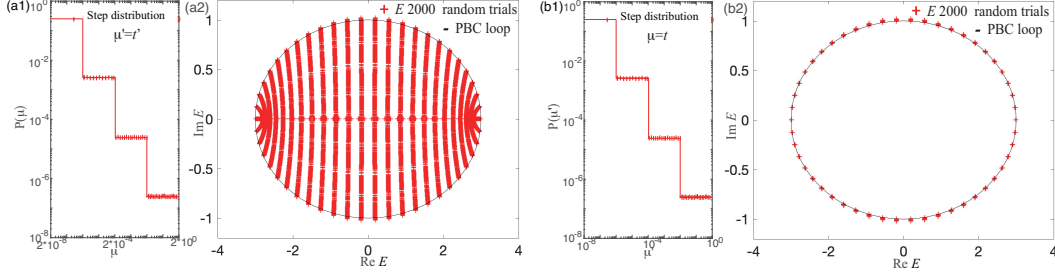 (a1)
Step distribution
μ'=t'
P(μ)
10^0
10^-2
10^-4
10^-6
10^-8
2*10^-8
2*10^-4
2*10^0
μ
(a2)
E 2000 random trials
PBC loop
Im E
1
0.5
0
-0.5
-1
-4
-2
0
2
4
Re E
(b1)
Step distribution
μ=t
P(μ')
10^0
10^-2
10^-4
10^-6
10^-8
10^-8
10^-4
10^0
μ'
(b2)
E 2000 random trials
PBC loop
Im E
1
0.5
0
-0.5
-1
-4
-2
0
2
4
Re E